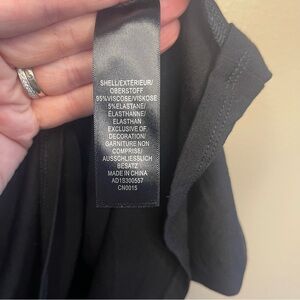 SHELL/EXTÉRIEUR/
OBERSTOFF
95%VISCOSE/VISKOSE
5%ELASTANE/
ÉLASTHANNE/
ELASTHAN
EXCLUSIVE OF
DECORATION/
GARNITURE NON
COMPRISE/
AUSSCHLIESSLICH
BESATZ
MADE IN CHINA
AD1S300557
CN0015